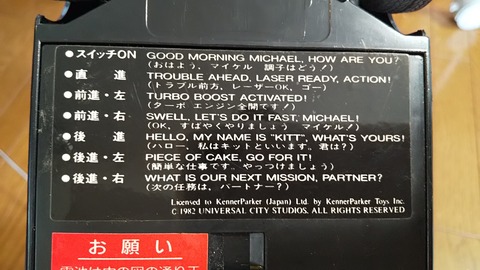 ●スイッチON GOOD MORNING MICHAEL, HOW ARE YOU?
(おはよう、マイケル 調子はどう!)
●直 進 TROUBLE AHEAD, LASER READY, ACTION!
(トラブル前方、レーザーOK、ゴー)
●前進・左 TURBO BOOST ACTIVATED!
(ターボ エンジン全開です!)
●前進・右 SWELL, LET'S DO IT FAST, MICHAEL!
(OK、すばやくやりましょう マイケル!)
●後 進 HELLO, MY NAME IS "KITT", WHAT'S YOURS!
(ハロー、私はキットといいます。君は?)
●後進・左 PIECE OF CAKE, GO FOR IT!
(簡単な仕事です。やっつけましょう)
●後進・右 WHAT IS OUR NEXT MISSION, PARTNER?
(次の任務は、パートナー?)
Licensed to KennerParker (Japan) Ltd. by KennerParker Toys Inc.
© 1982 UNIVERSAL CITY STUDIOS. ALL RIGHTS RESERVED
お願い